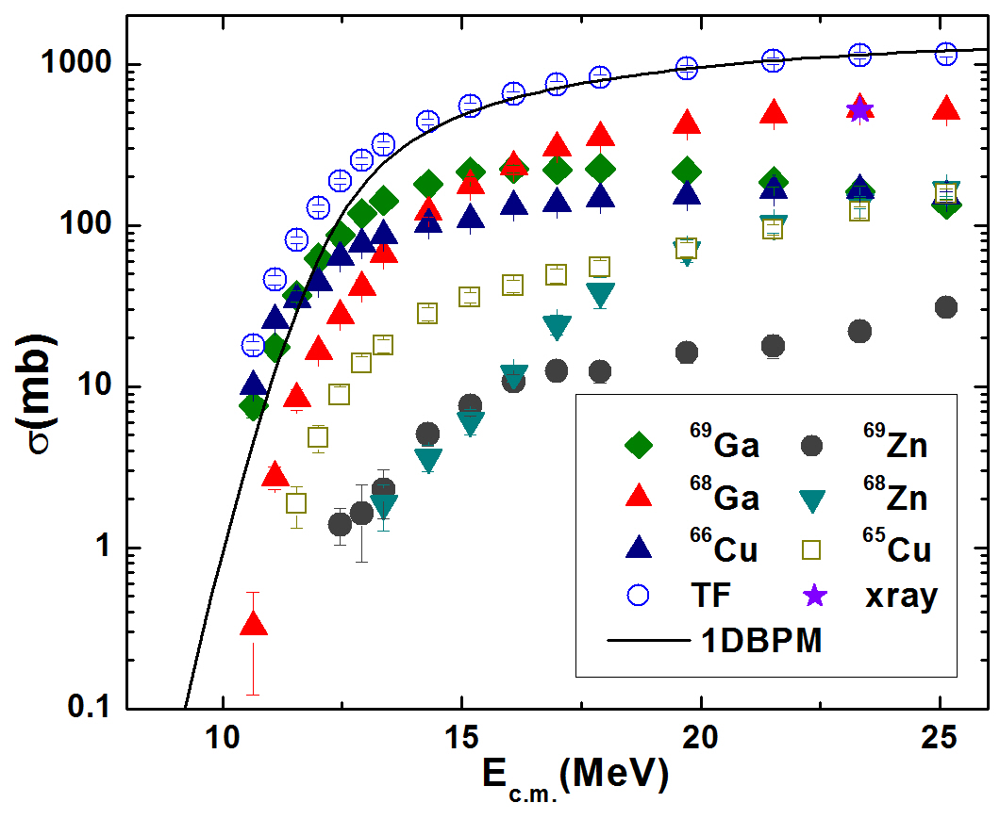 1000
100
10
1
0.1
σ(mb)
69Ga 69Zn
68Ga 68Zn
66Cu 65Cu
TF xray
1DBPM
10 15 20 25
Ec.m.(MeV)